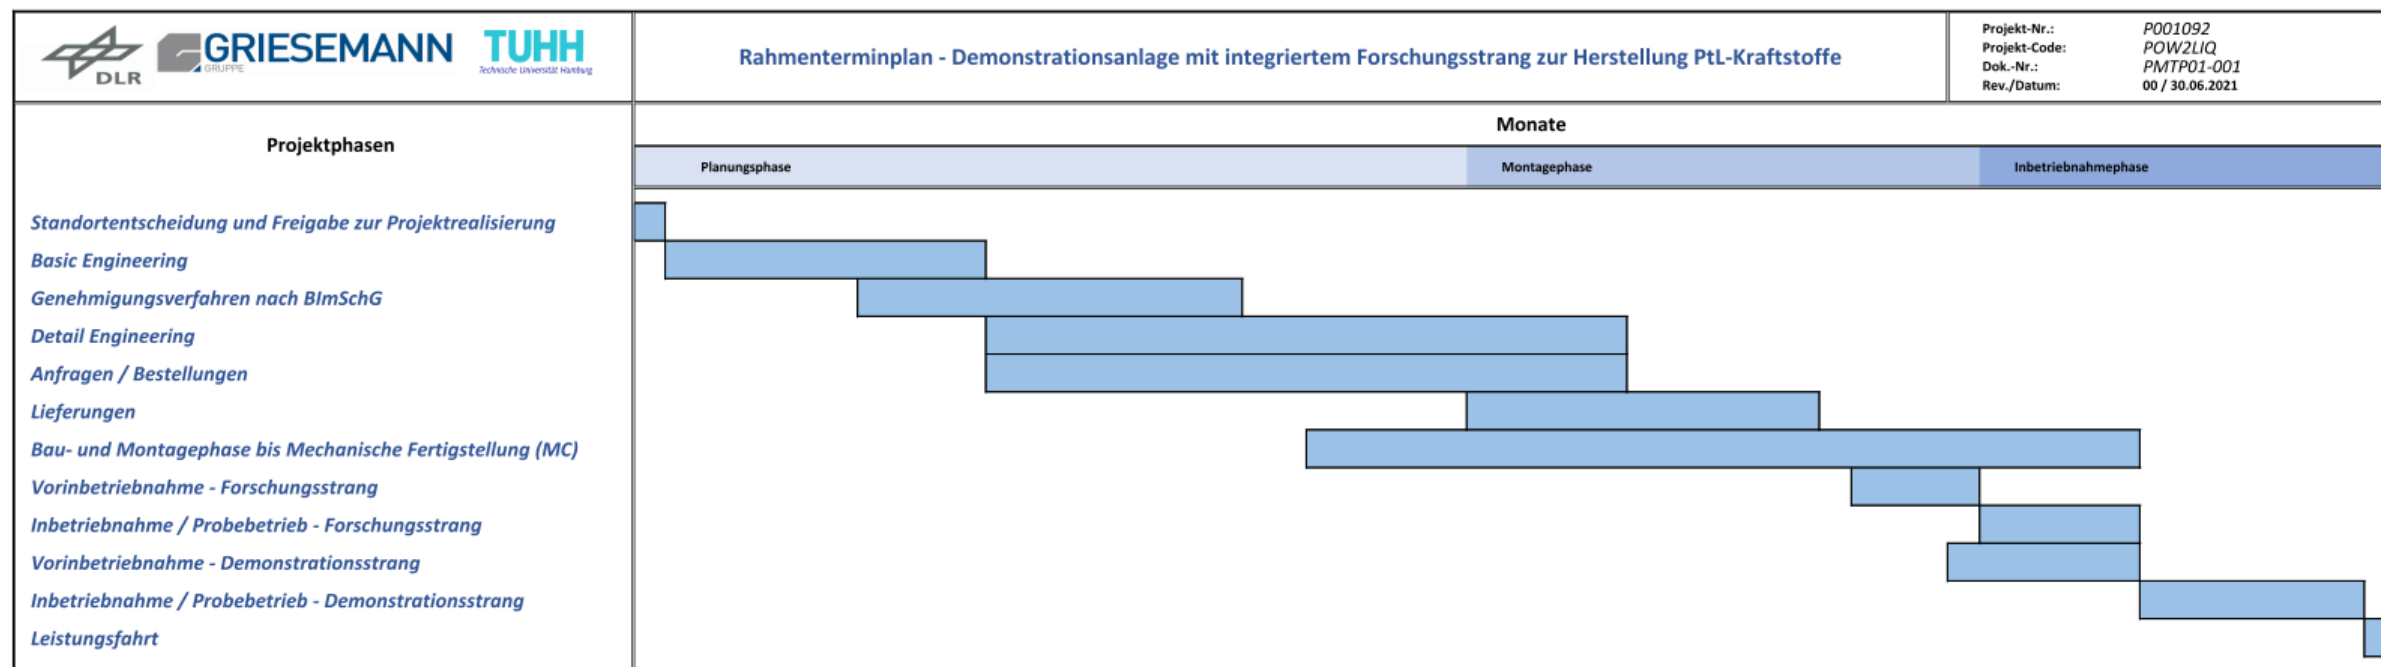 DLR
GRIESEMANN
GRUPPE
TUHH
Technische Universität Hamburg
Rahmenterminplan - Demonstrationsanlage mit integriertem Forschungsstrang zur Herstellung PtL-Kraftstoffe
Projekt-Nr.: P001092
Projekt-Code: POW2LIQ
Dok.-Nr.: PMTP01-001
Rev./Datum: 00 / 30.06.2021
Projektphasen
Monate
Planungsphase Montagephase Inbetriebnahmephase
Standortentscheidung und Freigabe zur Projektrealisierung
Basic Engineering
Genehmigungsverfahren nach BImSchG
Detail Engineering
Anfragen / Bestellungen
Lieferungen
Bau- und Montagephase bis Mechanische Fertigstellung (MC)
Vorinbetriebnahme - Forschungsstrang
Inbetriebnahme / Probebetrieb - Forschungsstrang
Vorinbetriebnahme - Demonstrationsstrang
Inbetriebnahme / Probebetrieb - Demonstrationsstrang
Leistungsfahrt